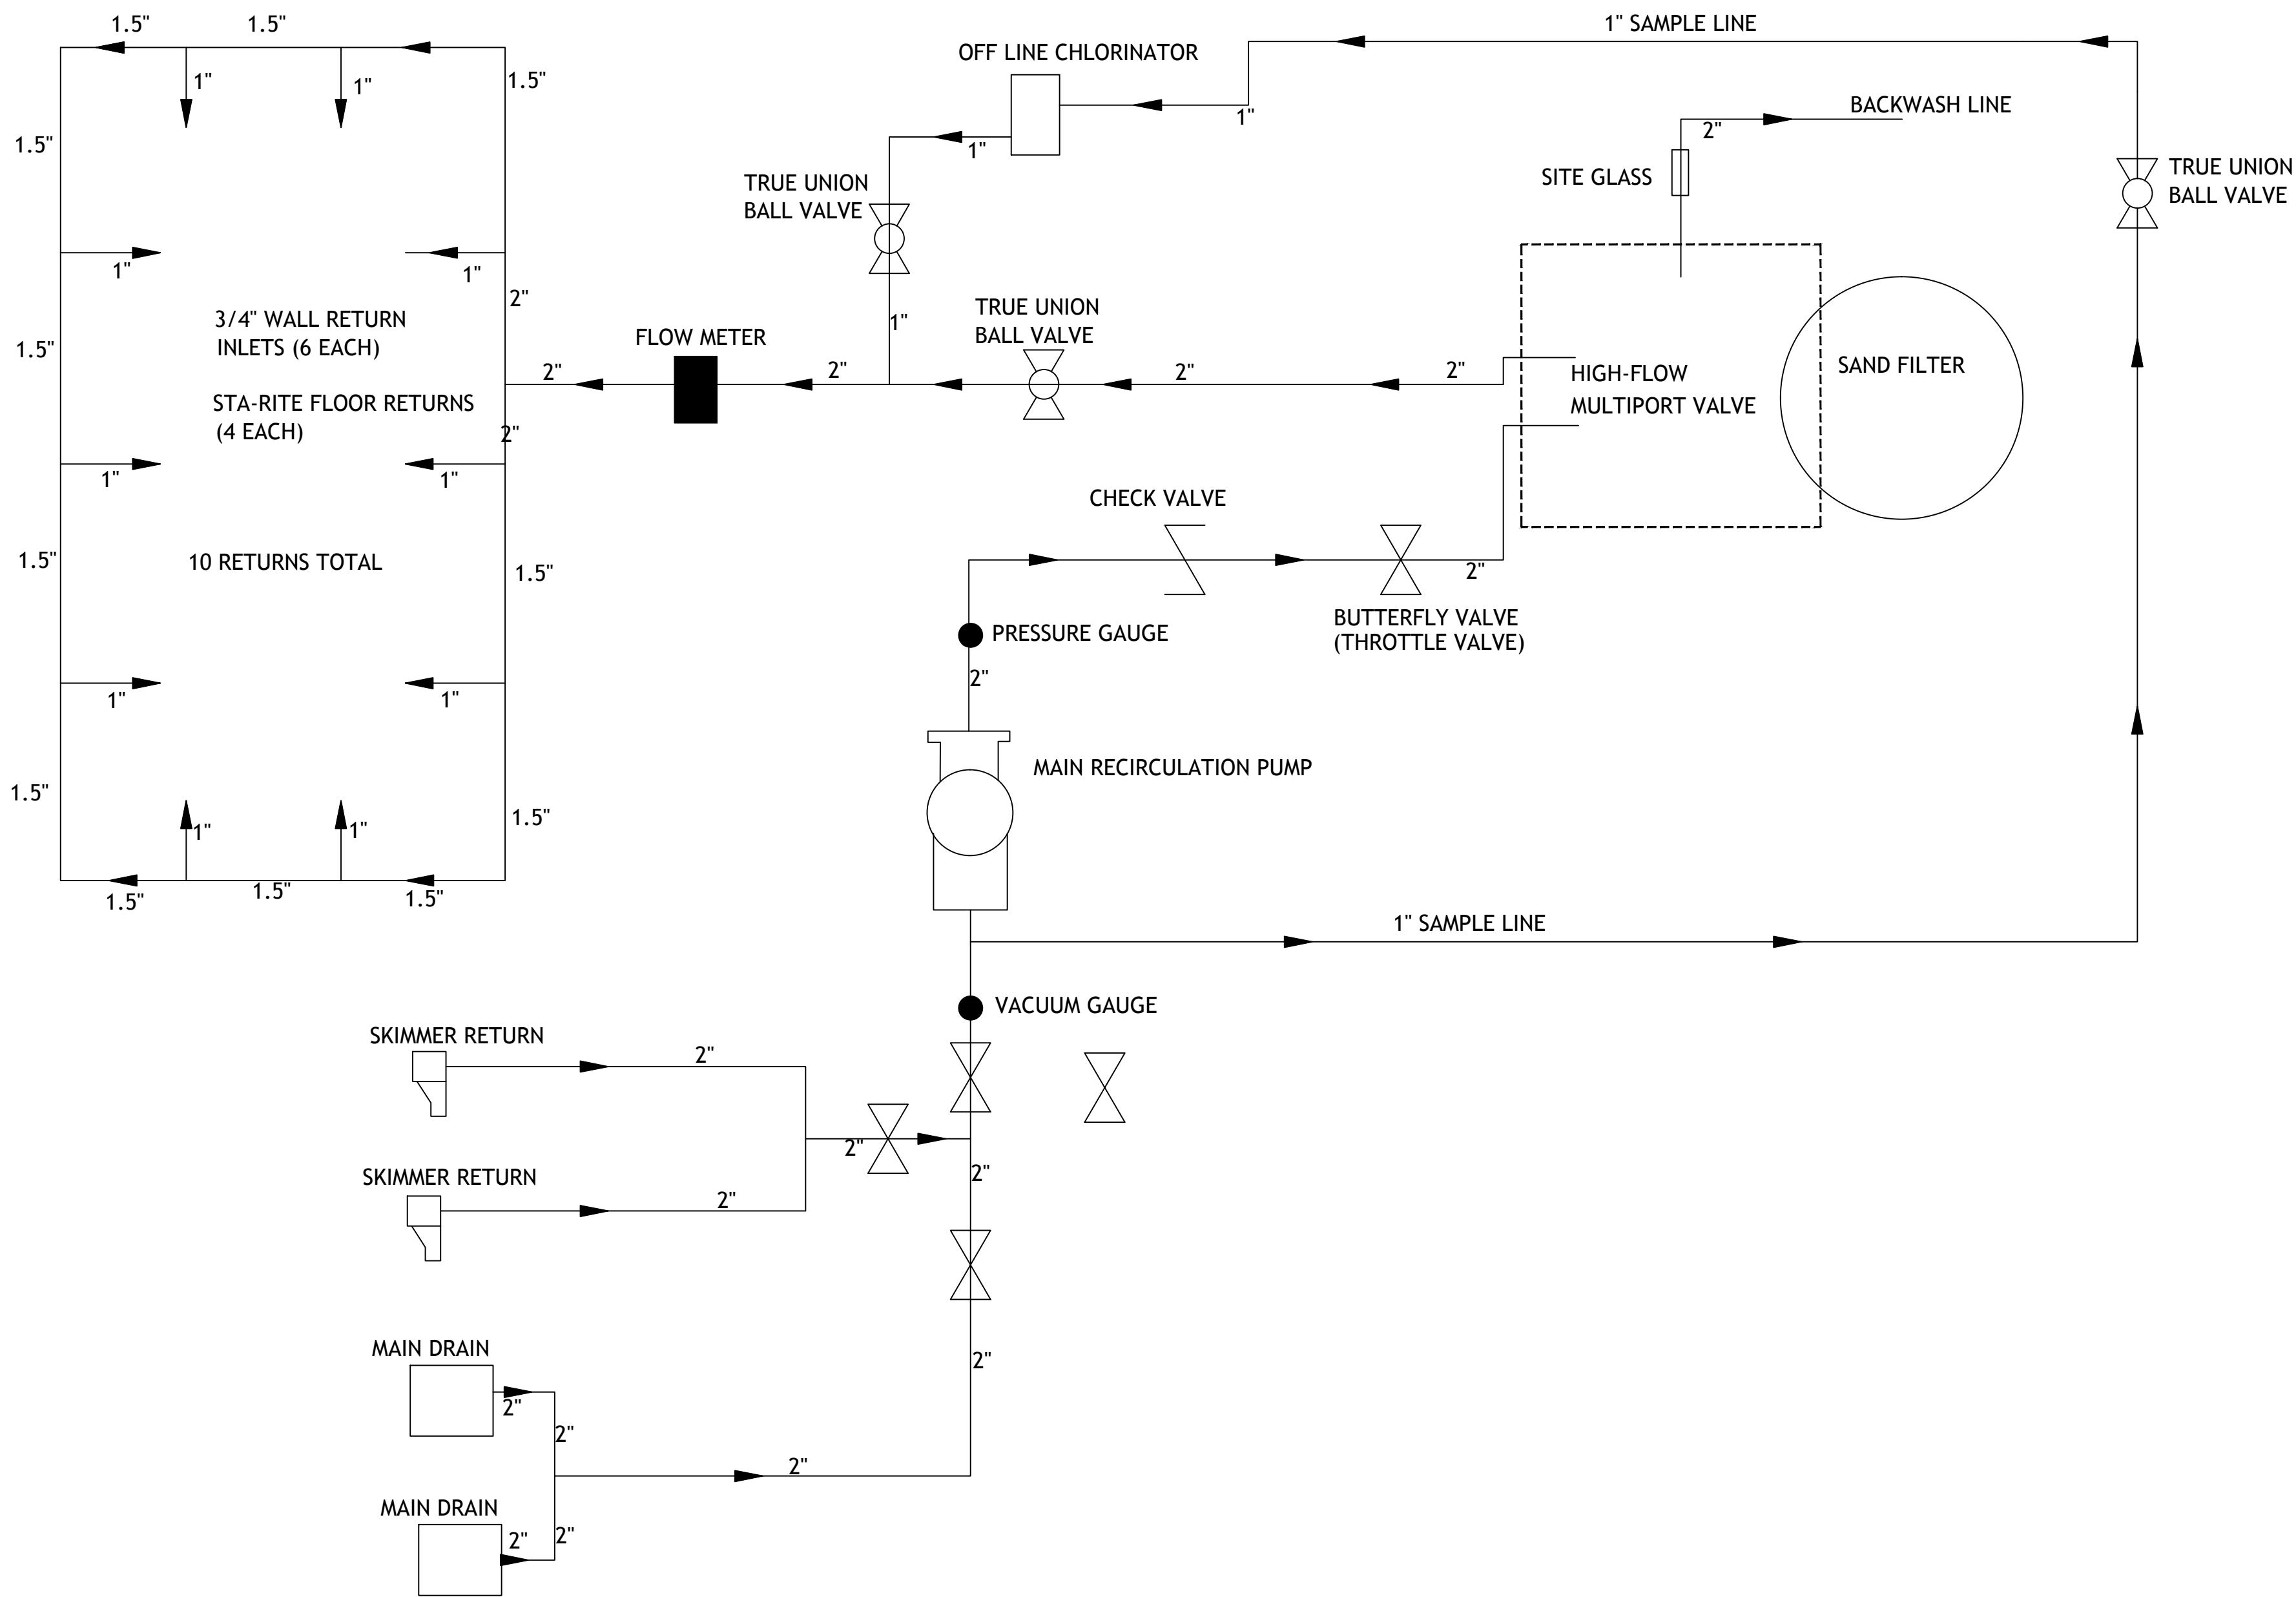 1.5"
1.5"
1"
1"
1.5"
1.5"
1"
1"
2"
3/4" WALL RETURN
INLETS (6 EACH)
1.5"
STA-RITE FLOOR RETURNS
(4 EACH)
2"
1"
1"
10 RETURNS TOTAL
1.5"
1.5"
1"
1"
1.5"
1.5"
1"
1"
1.5"
1.5"
1.5"
OFF LINE CHLORINATOR
1" SAMPLE LINE
1"
1"
BACKWASH LINE
2"
SITE GLASS
TRUE UNION
BALL VALVE
TRUE UNION
BALL VALVE
1"
TRUE UNION
BALL VALVE
FLOW METER
2"
2"
2"
2"
HIGH-FLOW
MULTIPORT VALVE
SAND FILTER
CHECK VALVE
2"
BUTTERFLY VALVE
(THROTTLE VALVE)
PRESSURE GAUGE
2"
MAIN RECIRCULATION PUMP
1" SAMPLE LINE
VACUUM GAUGE
SKIMMER RETURN
2"
2"
2"
SKIMMER RETURN
2"
2"
MAIN DRAIN
2"
2"
2"
MAIN DRAIN
2"
2"